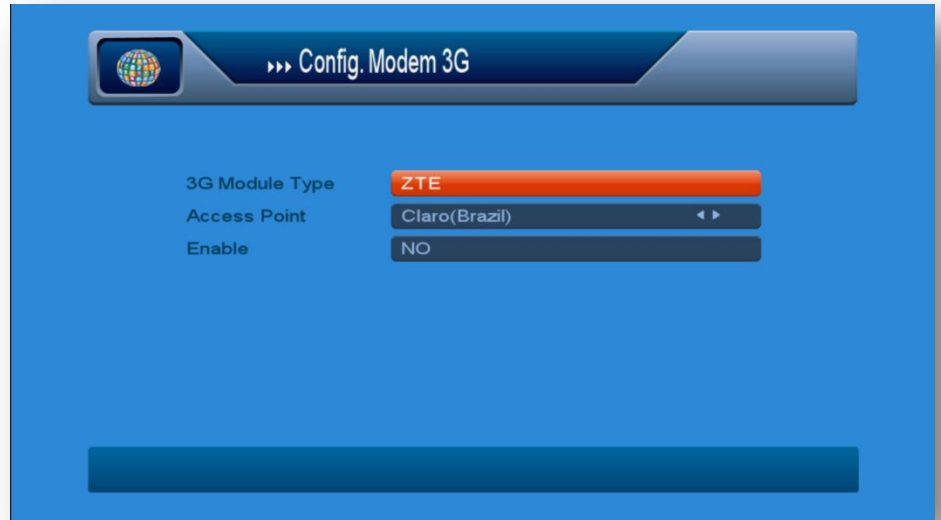 Config. Modem 3G
3G Module Type ZTE
Access Point Claro(Brazil)
Enable NO